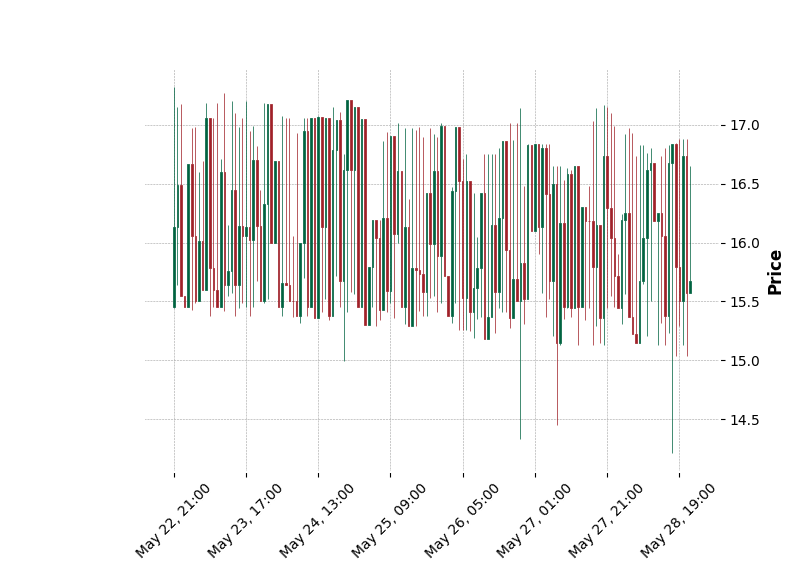 17.0
16.5
16.0
15.5
15.0
14.5
Price
May 22, 21:00
May 23, 17:00
May 24, 13:00
May 25, 09:00
May 26, 05:00
May 27, 01:00
May 27, 21:00
May 28, 19:00